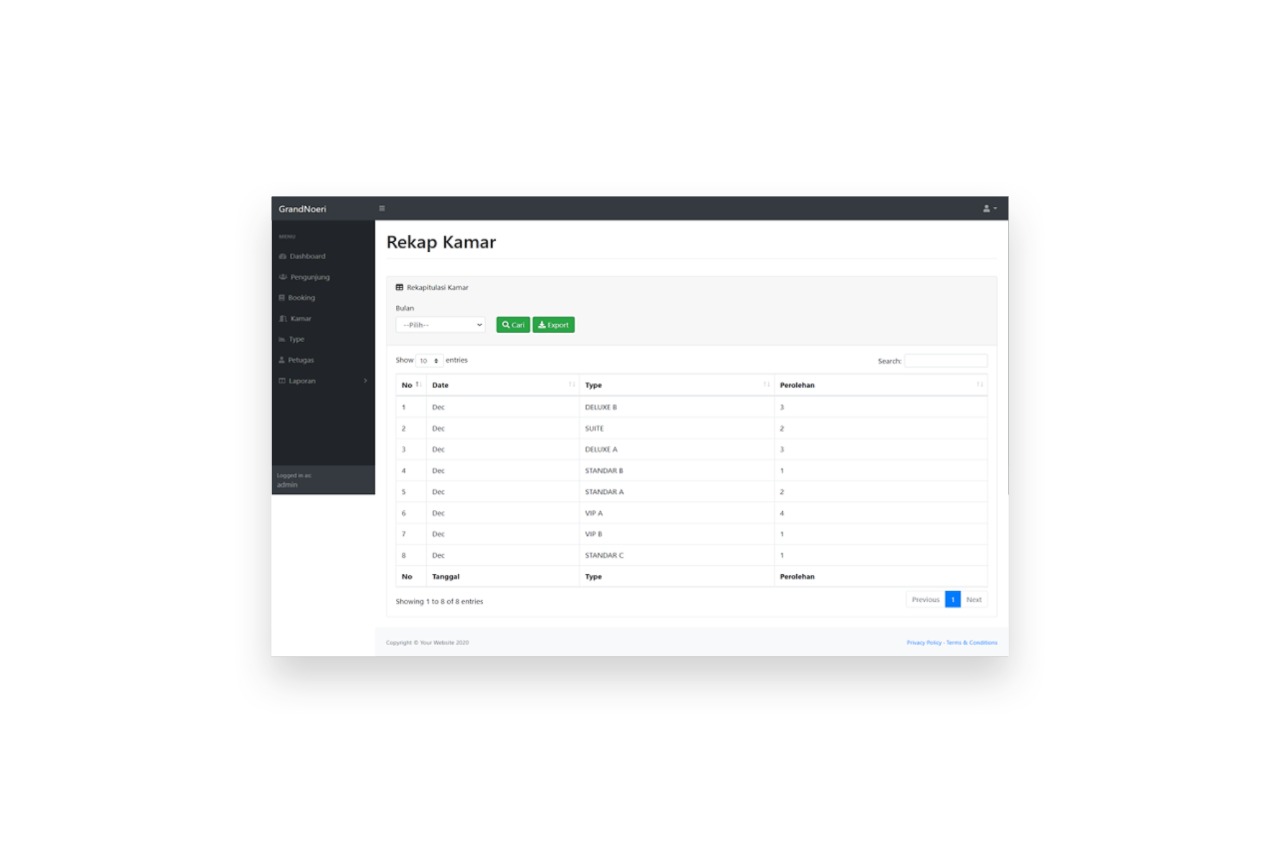 GrandNoeri
MENU
Dashboard
Pengunjung
Booking
Kamar
Type
Petugas
Laporan
Logged in as:
admin
Rekap Kamar
Rekapitulasi Kamar
Bulan
--Pilih--
Cari Export
Show 10 entries Search:
No Date Type Perolehan
1 Dec DELUXE B 3
2 Dec SUITE 2
3 Dec DELUXE A 3
4 Dec STANDAR B 1
5 Dec STANDAR A 2
6 Dec VIP A 4
7 Dec VIP B 1
8 Dec STANDAR C 1
No Tanggal Type Perolehan
Showing 1 to 8 of 8 entries
Previous 1 Next
Copyright © Your Website 2020
Privacy Policy · Terms & Conditions